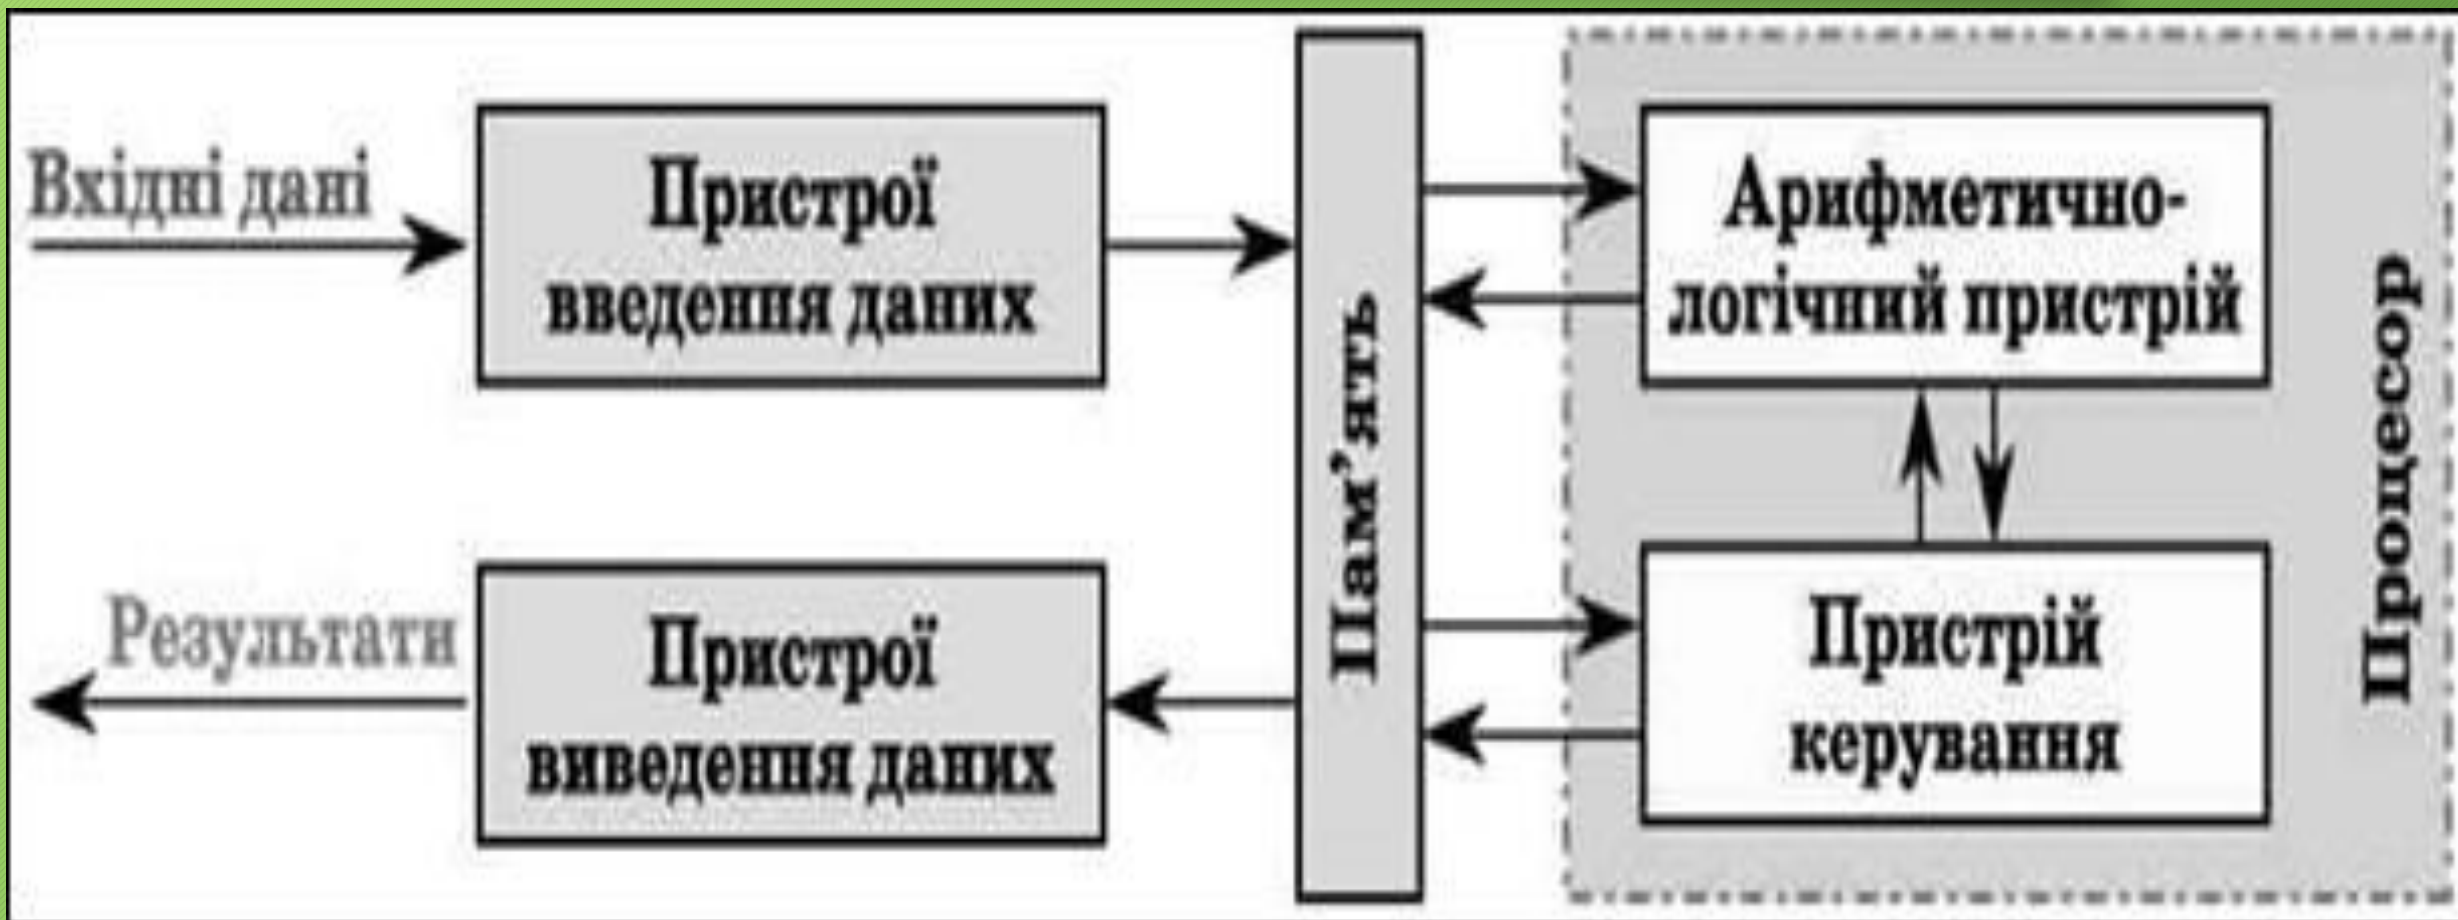 Вхідні дані
Пристрої
введення даних
Пам’ять
Арифметично-
логічний пристрій
Процесор
Результати
Пристрої
виведення даних
Пристрій
керування